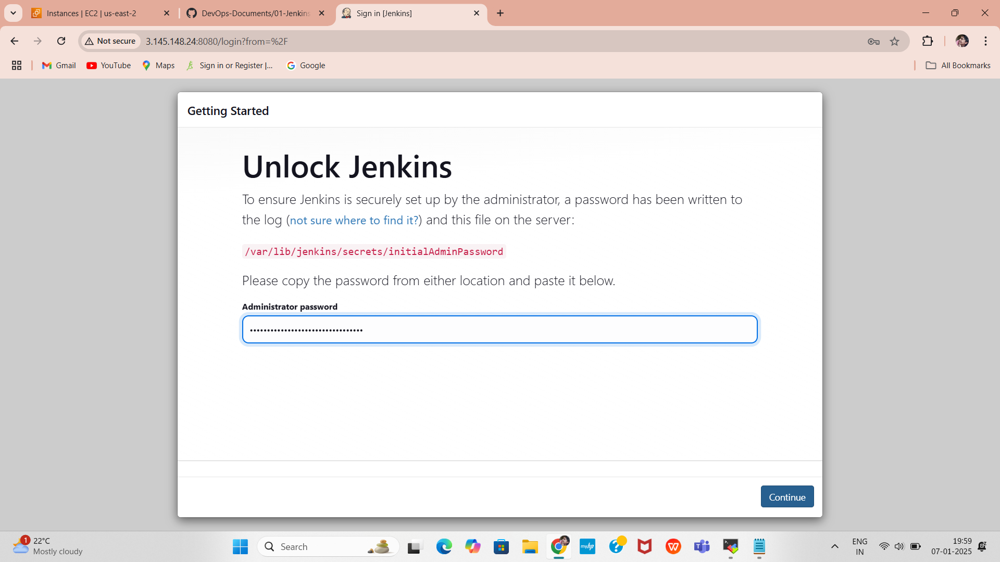 Instances | EC2 | us-east-2
DevOps-Documents/01-Jenkins
Sign in [Jenkins]
Not secure
3.145.148.24:8080/login?from=%2F
Gmail
YouTube
Maps
Sign in or Register |...
Google
All Bookmarks
Getting Started
Unlock Jenkins
To ensure Jenkins is securely set up by the administrator, a password has been written to
the log (not sure where to find it?) and this file on the server:
/var/lib/jenkins/secrets/initialAdminPassword
Please copy the password from either location and paste it below.
Administrator password
••••••••••••••••••••••••••••••••
Continue
1
22°C
Mostly cloudy
Search
myhp
ENG
IN
19:59
07-01-2025